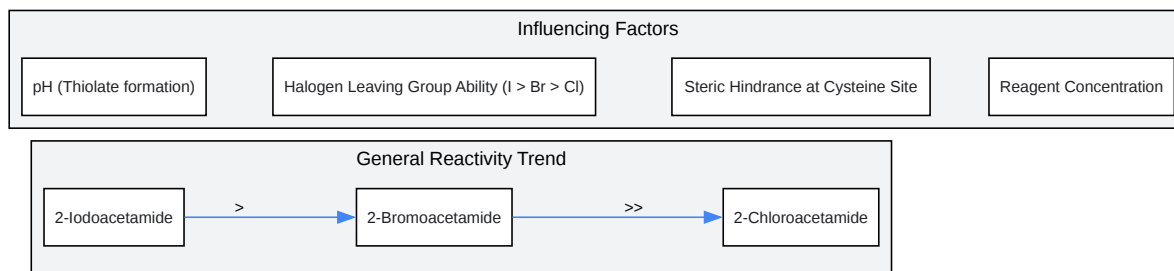 Influencing Factors
pH (Thiolate formation)
Halogen Leaving Group Ability (I > Br > Cl)
Steric Hindrance at Cysteine Site
Reagent Concentration
General Reactivity Trend
2-Iodoacetamide
>
2-Bromoacetamide
>>
2-Chloroacetamide